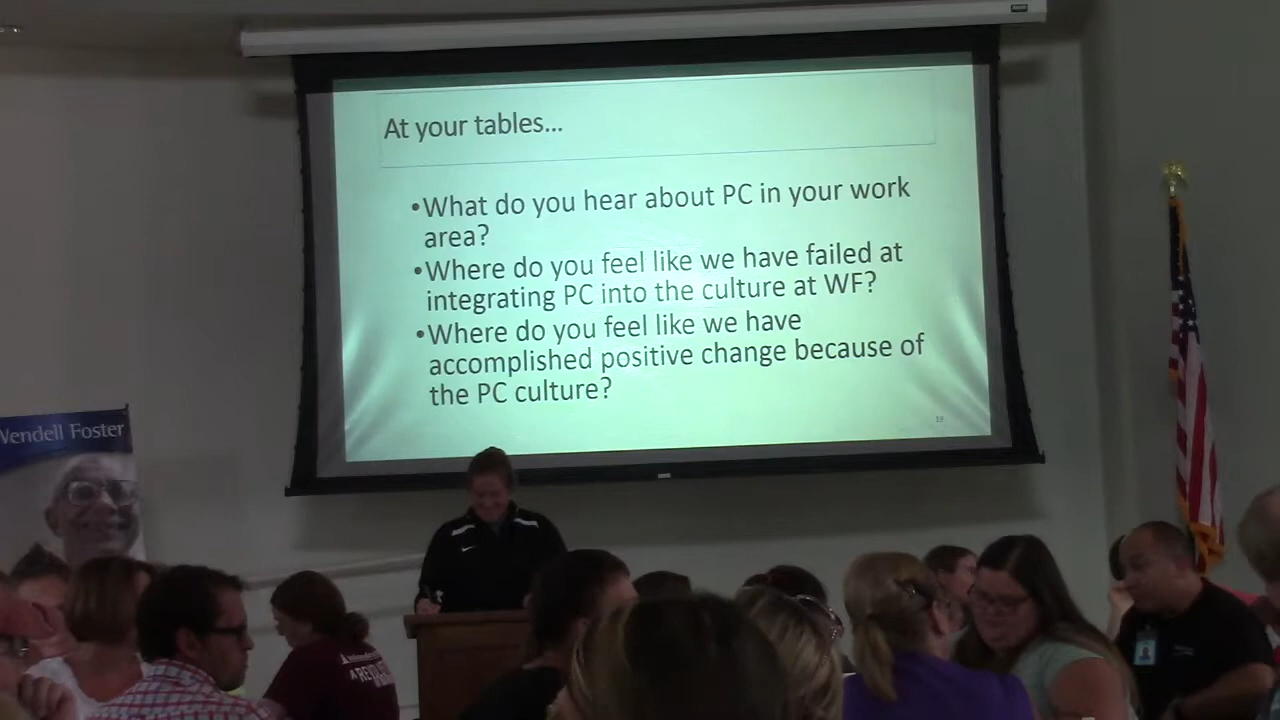 At your tables...
•What do you hear about PC in your work
area?
•Where do you feel like we have failed at
integrating PC into the culture at WF?
•Where do you feel like we have
accomplished positive change because of
the PC culture?
19
Wendell Foster
A REVOL